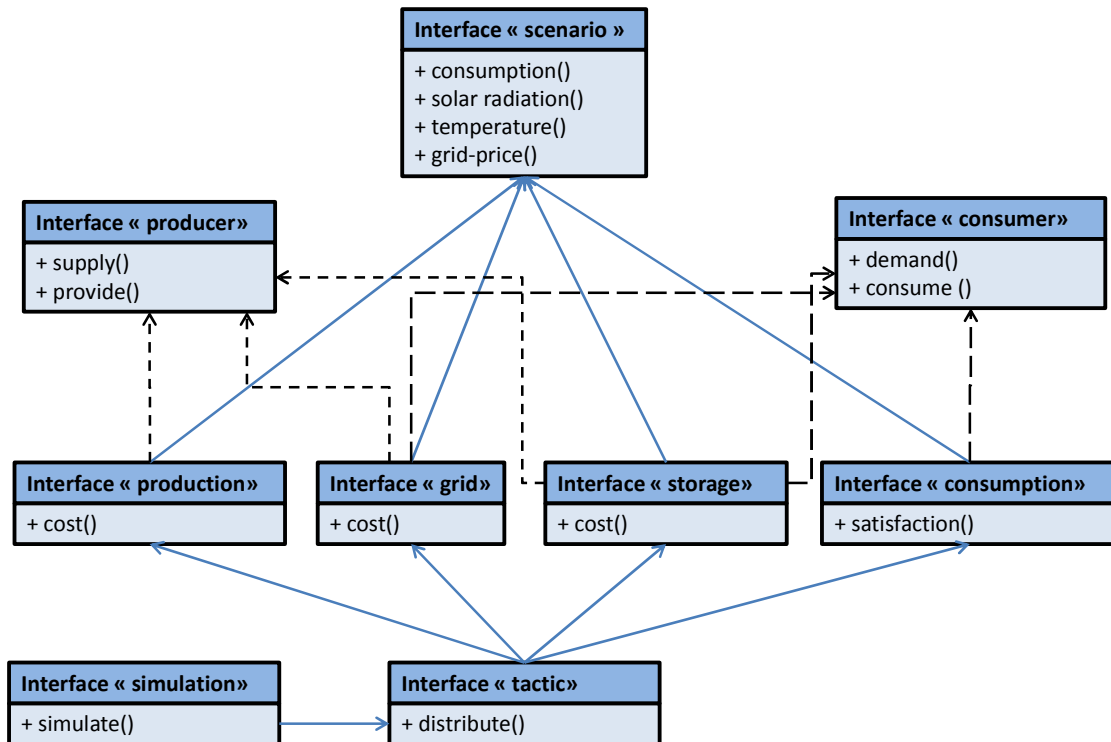 Interface « scenario »
+ consumption()
+ solar radiation()
+ temperature()
+ grid-price()
Interface « producer»
+ supply()
+ provide()
Interface « consumer»
+ demand()
+ consume ()
Interface « production»
+ cost()
Interface « grid»
+ cost()
Interface « storage»
+ cost()
Interface « consumption»
+ satisfaction()
Interface « simulation»
+ simulate()
Interface « tactic»
+ distribute()